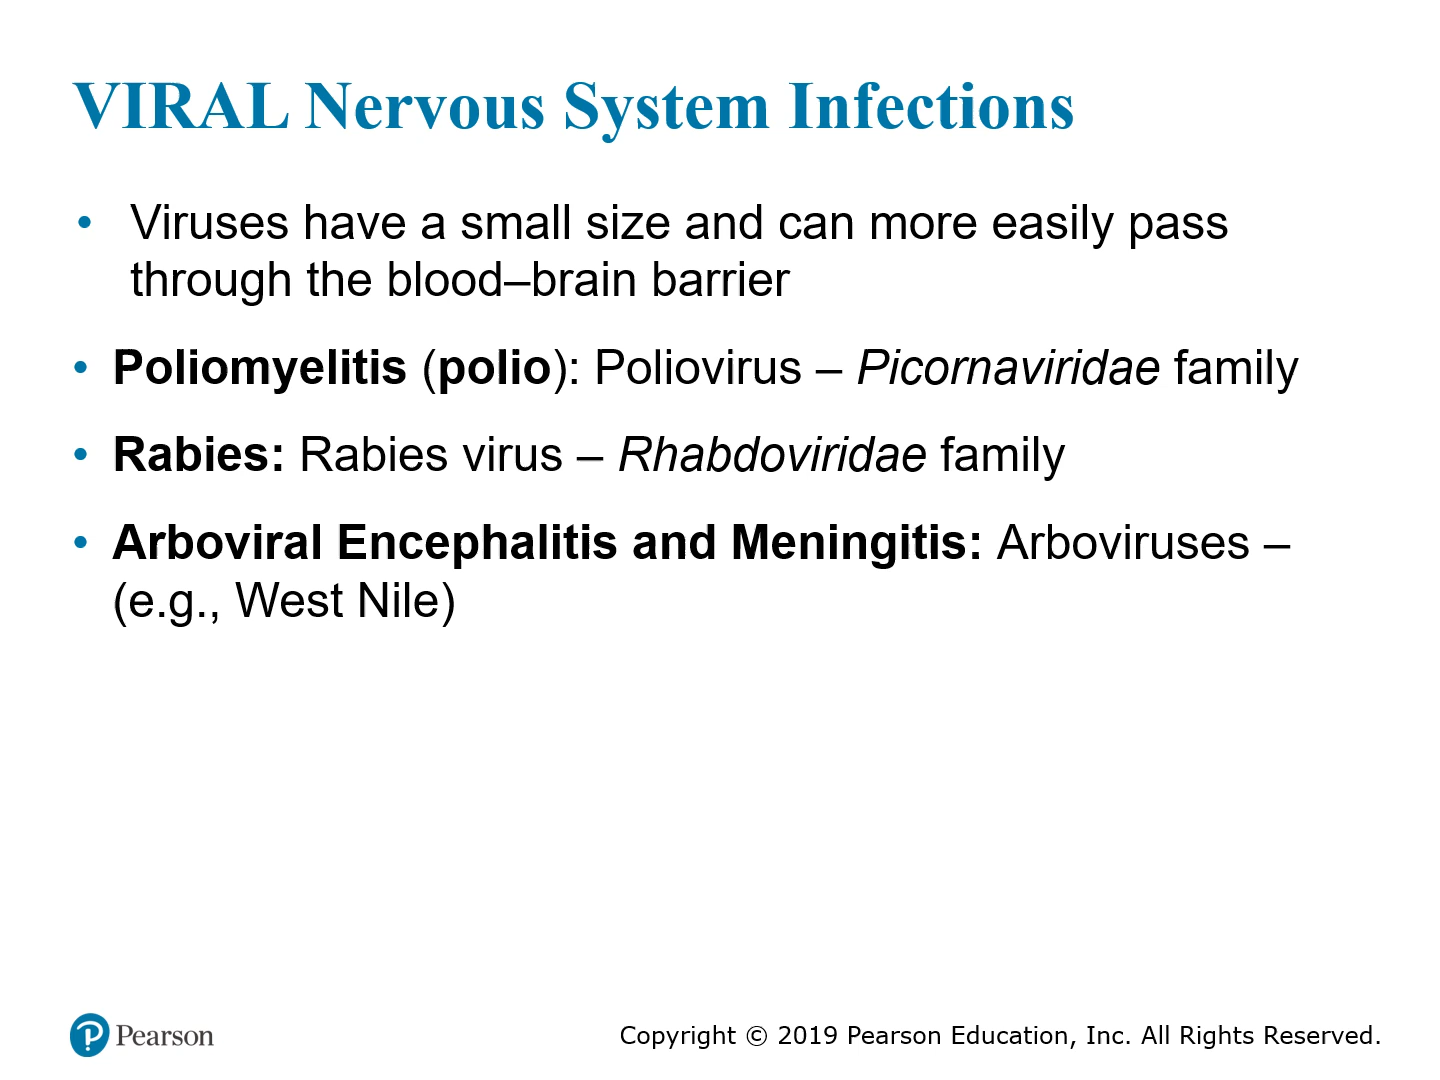 VIRAL Nervous System Infections
• Viruses have a small size and can more easily pass
through the blood–brain barrier
• Poliomyelitis (polio): Poliovirus – Picornaviridae family
• Rabies: Rabies virus – Rhabdoviridae family
• Arboviral Encephalitis and Meningitis: Arboviruses –
(e.g., West Nile)
Pearson
Copyright © 2019 Pearson Education, Inc. All Rights Reserved.